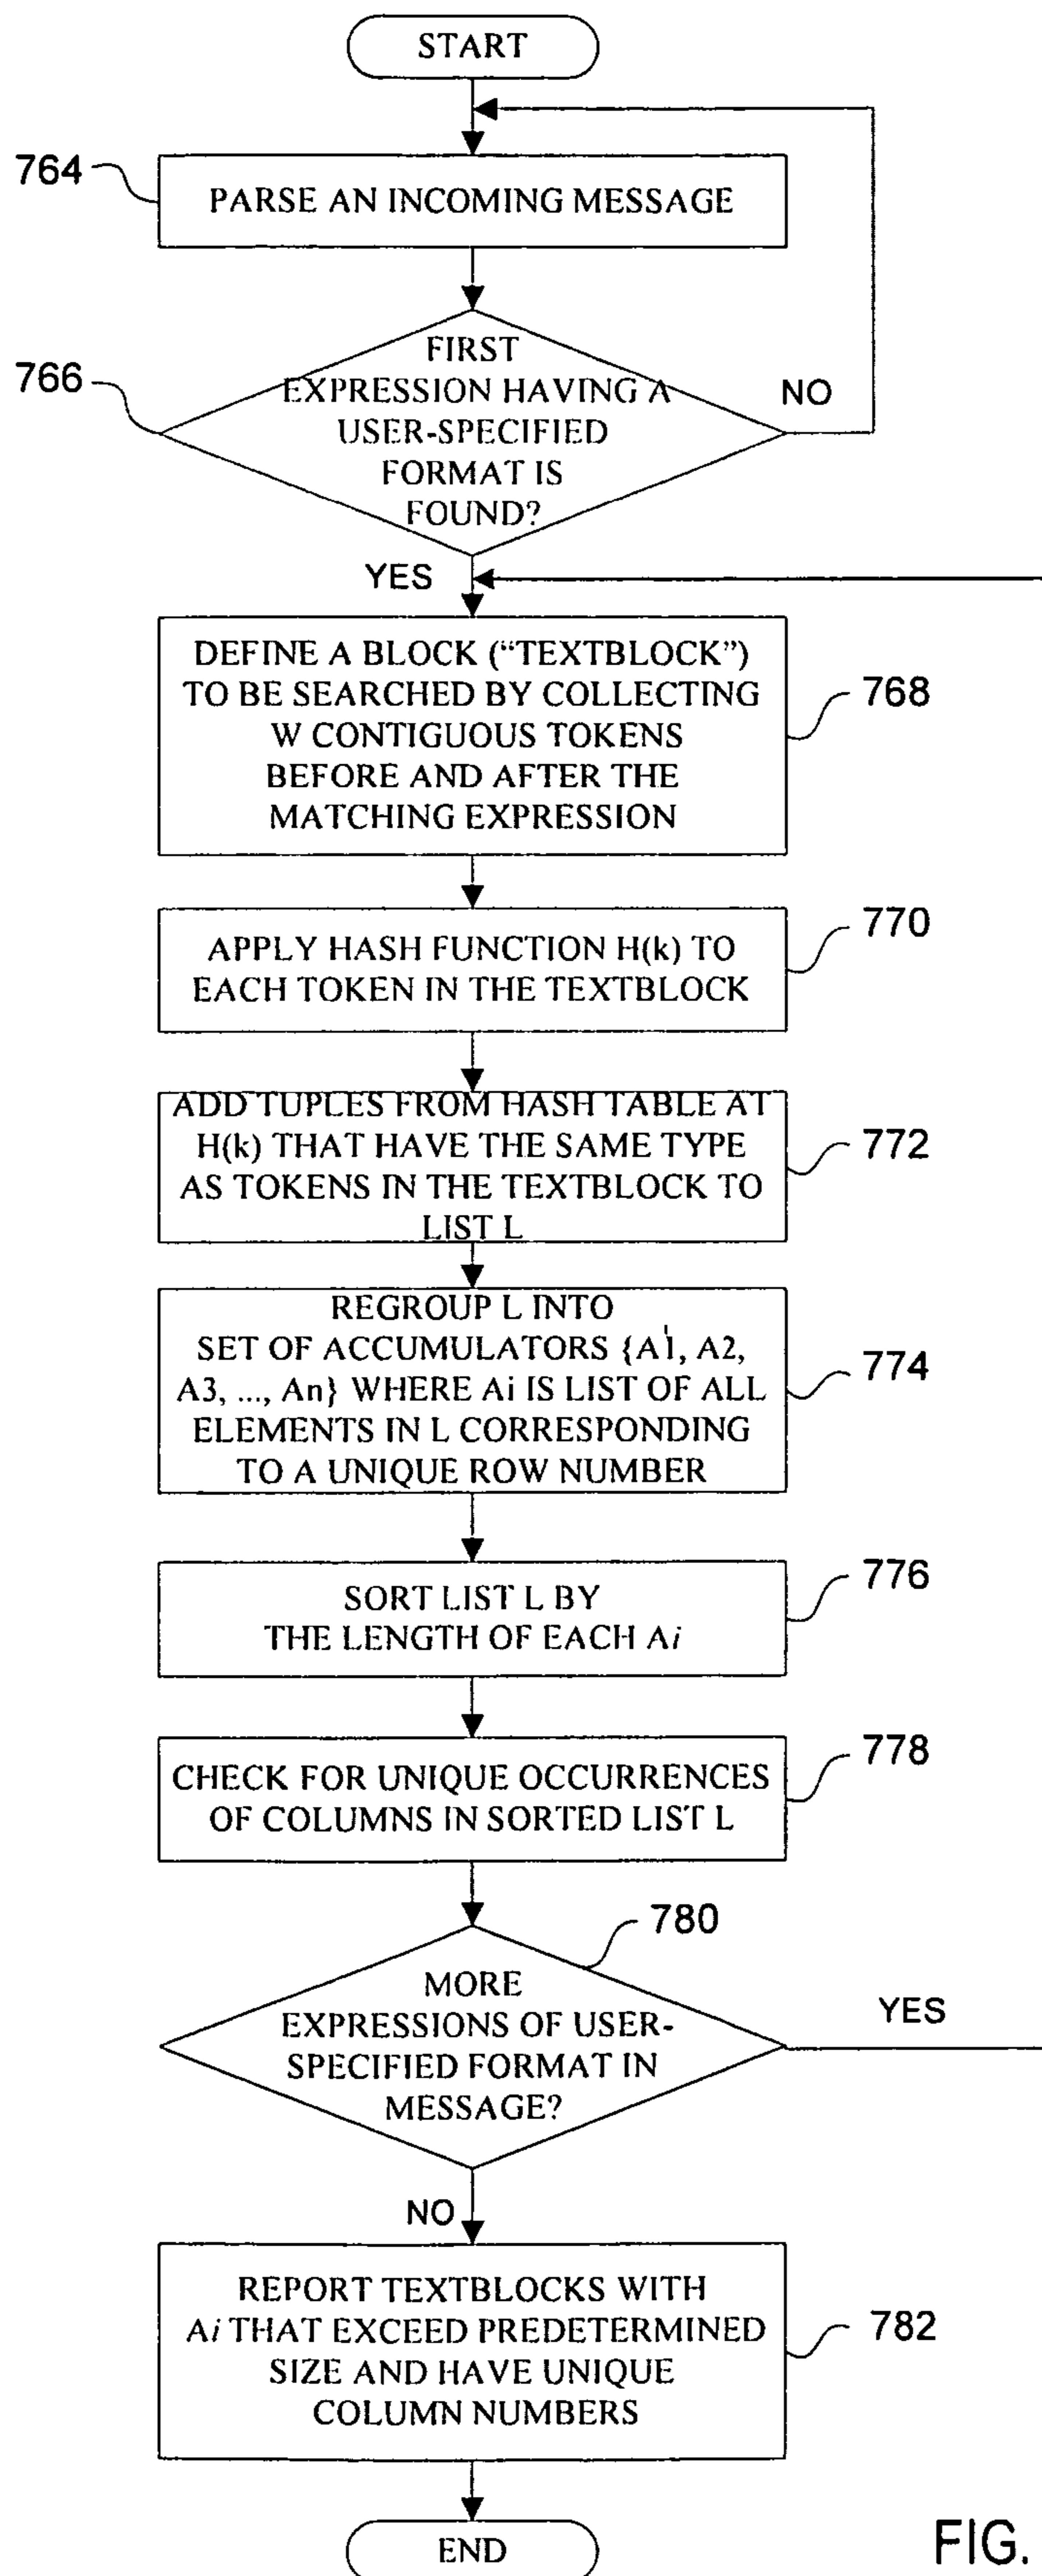 START
764
PARSE AN INCOMING MESSAGE
766
FIRST
EXPRESSION HAVING A
USER-SPECIFIED
FORMAT IS
FOUND?
NO
YES
DEFINE A BLOCK (“TEXTBLOCK”)
TO BE SEARCHED BY COLLECTING
W CONTIGUOUS TOKENS
BEFORE AND AFTER THE
MATCHING EXPRESSION
768
APPLY HASH FUNCTION H(k) TO
EACH TOKEN IN THE TEXTBLOCK
770
ADD TUPLES FROM HASH TABLE AT
H(k) THAT HAVE THE SAME TYPE
AS TOKENS IN THE TEXTBLOCK TO
LIST L
772
REGROUP L INTO
SET OF ACCUMULATORS {A1, A2,
A3, ..., An} WHERE Ai IS LIST OF ALL
ELEMENTS IN L CORRESPONDING
TO A UNIQUE ROW NUMBER
774
SORT LIST L BY
THE LENGTH OF EACH Ai
776
CHECK FOR UNIQUE OCCURRENCES
OF COLUMNS IN SORTED LIST L
778
780
MORE
EXPRESSIONS OF USER-
SPECIFIED FORMAT IN
MESSAGE?
YES
NO
REPORT TEXTBLOCKS WITH
Ai THAT EXCEED PREDETERMINED
SIZE AND HAVE UNIQUE
COLUMN NUMBERS
782
END
FIG.